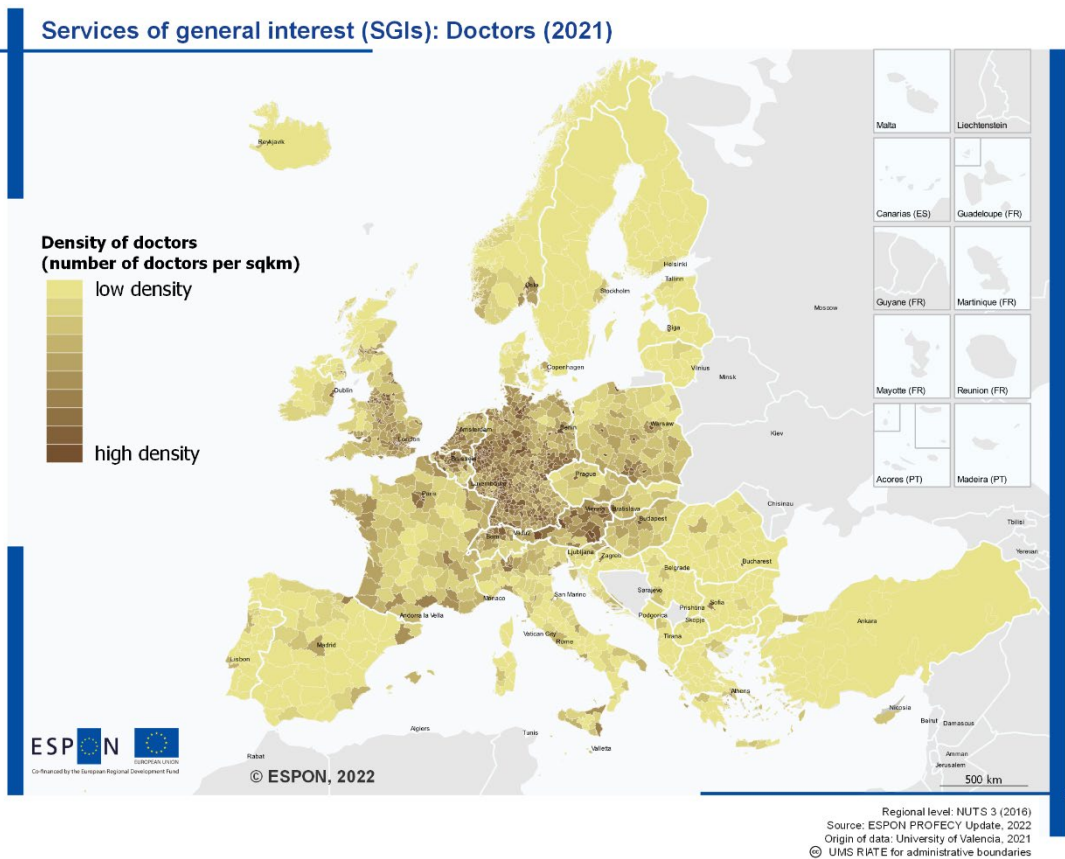 Services of general interest (SGIs): Doctors (2021)
Malta
Liechtenstein
Reykjavik
Canarias (ES)
Guadeloupe (FR)
Density of doctors
(number of doctors per sqkm)
low density
high density
Guyane (FR)
Martinique (FR)
Mayotte (FR)
Reunion (FR)
Acores (PT)
Madeira (PT)
Helsinki
Oslo
Tallinn
Stockholm
Moscow
Riga
Copenhagen
Vilnius
Minsk
Dublin
London
Amsterdam
Berlin
Warsaw
Kiev
Brussels
Luxembourg
Prague
Paris
Vienna
Bratislava
Chisinau
Budapest
Bern
Vaduz
Ljubljana
Zagreb
Tbilisi
Yerevan
Belgrade
Bucharest
Monaco
San Marino
Sarajevo
Andorra la Vella
Prishtina
Sofia
Podgorica
Skopje
Vatican City
Rome
Tirana
Ankara
Madrid
Lisbon
Athens
Nicosia
Algiers
Tunis
Valletta
Beirut
Damascus
Rabat
Amman
Jerusalem
ESPON
EUROPEAN UNION
Co-financed by the European Regional Development Fund
© ESPON, 2022
500 km
Regional level: NUTS 3 (2016)
Source: ESPON PROFECY Update, 2022
Origin of data: University of Valencia, 2021
UMS RIATE for administrative boundaries